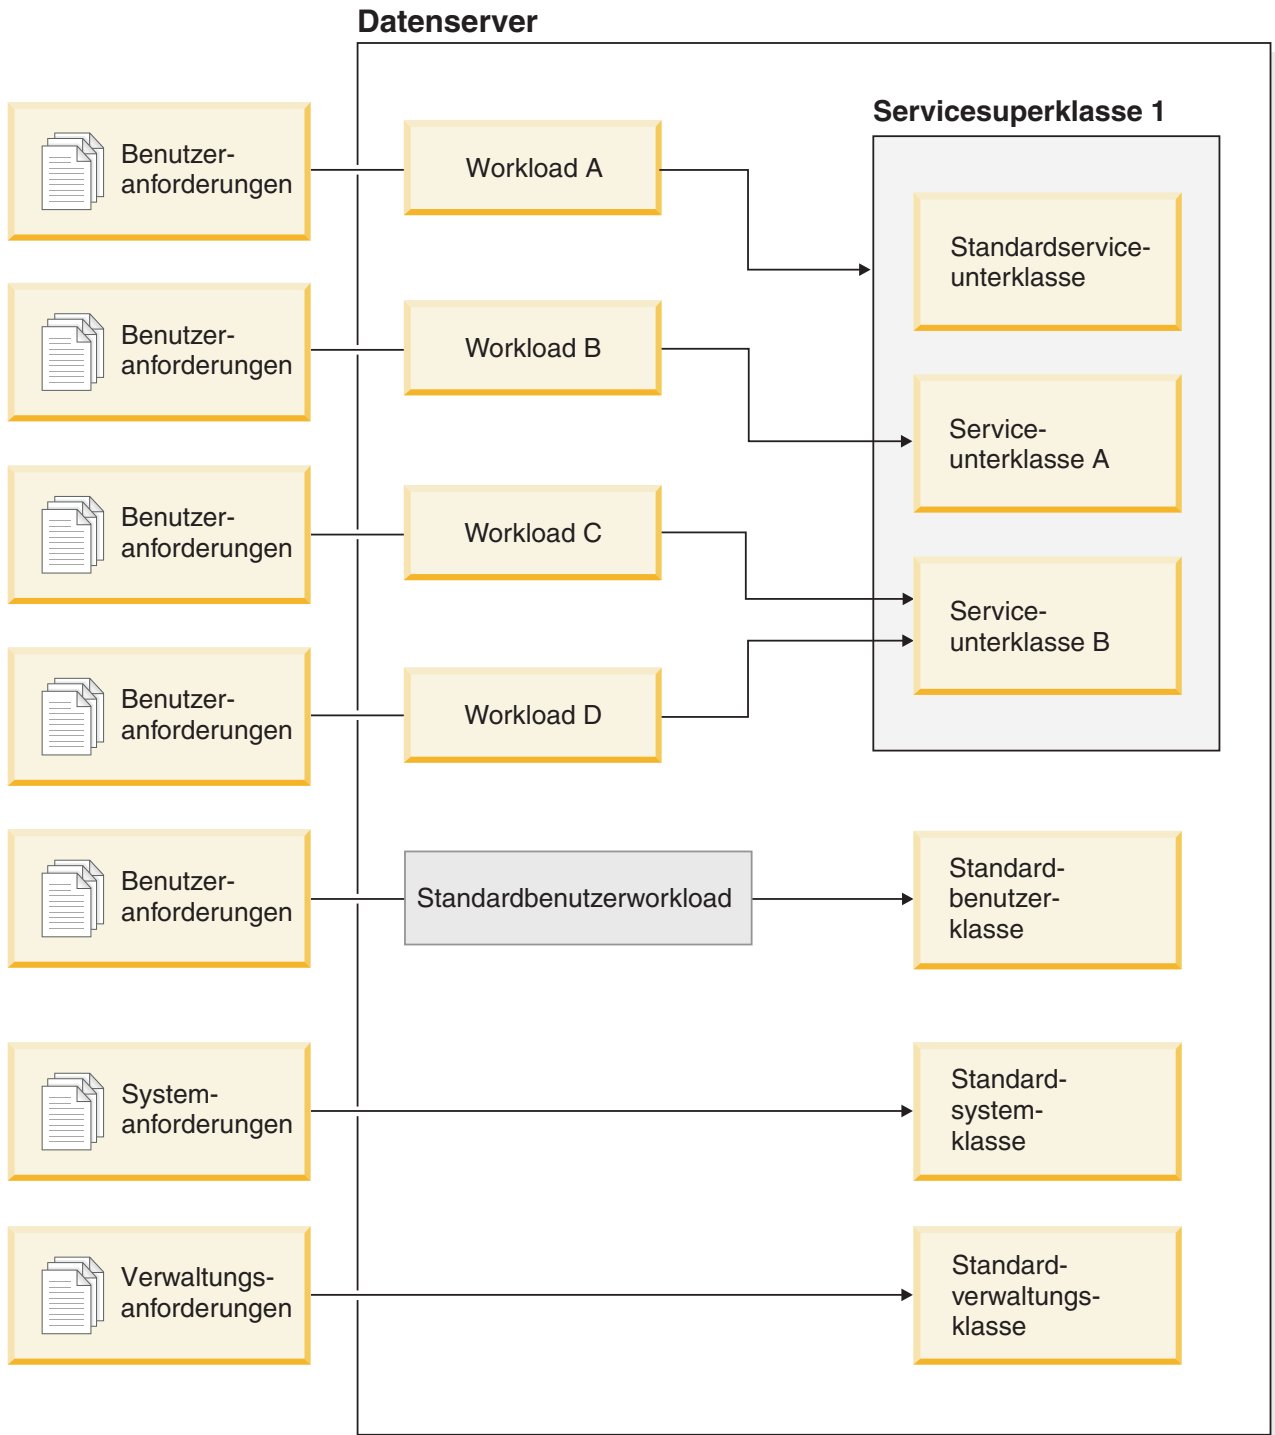 Datenserver
Servicesuperklasse 1
Benutzer-
anforderungen
Workload A
Standardservice-
unterklasse
Benutzer-
anforderungen
Workload B
Service-
unterklasse A
Benutzer-
anforderungen
Workload C
Service-
unterklasse B
Benutzer-
anforderungen
Workload D
Benutzer-
anforderungen
Standardbenutzerworkload
Standard-
benutzer-
klasse
System-
anforderungen
Standard-
system-
klasse
Verwaltungs-
anforderungen
Standard-
verwaltungs-
klasse